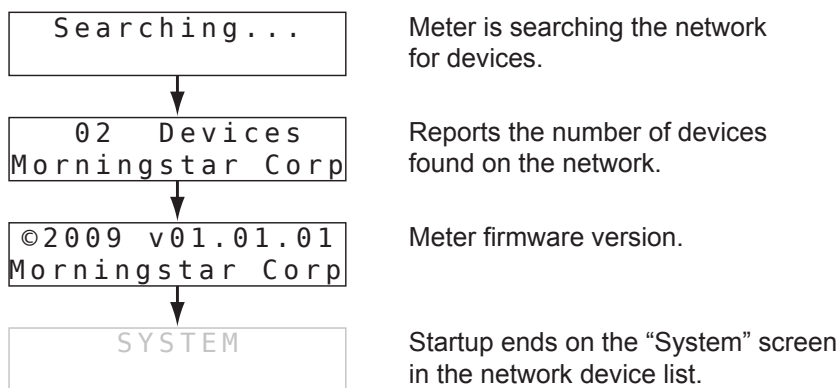 Searching...
Meter is searching the network
for devices.
02 Devices
Morningstar Corp
Reports the number of devices
found on the network.
©2009 v01.01.01
Morningstar Corp
Meter firmware version.
SYSTEM
Startup ends on the “System” screen
in the network device list.